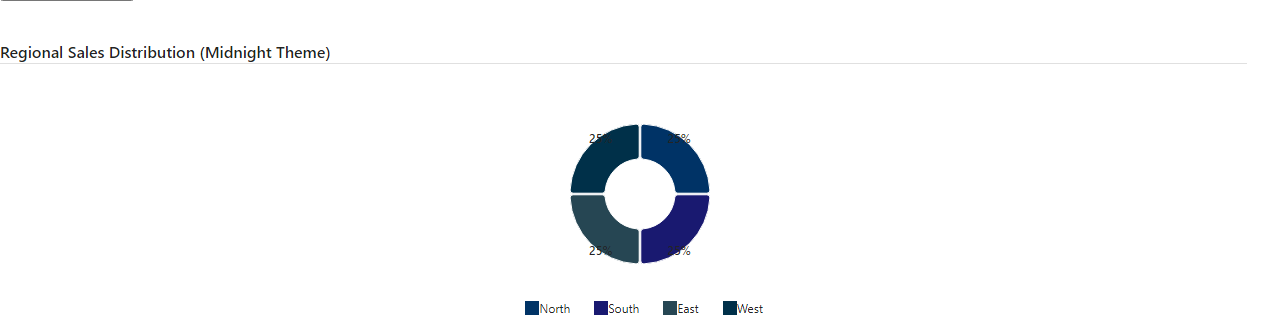 Regional Sales Distribution (Midnight Theme)
25% 25%
25% 25%
North South East West